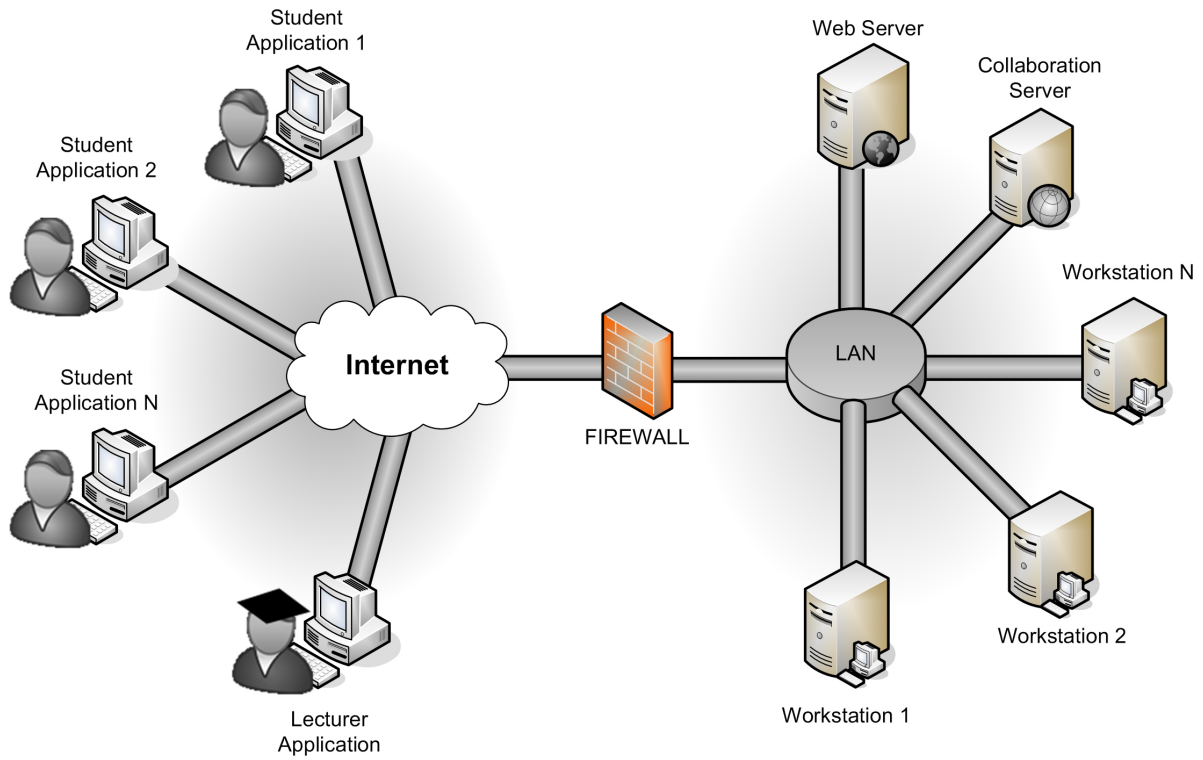 Student
Application 1
Web Server
Collaboration
Server
Student
Application 2
Workstation N
Internet
LAN
Student
Application N
FIREWALL
Workstation 2
Lecturer
Application
Workstation 1